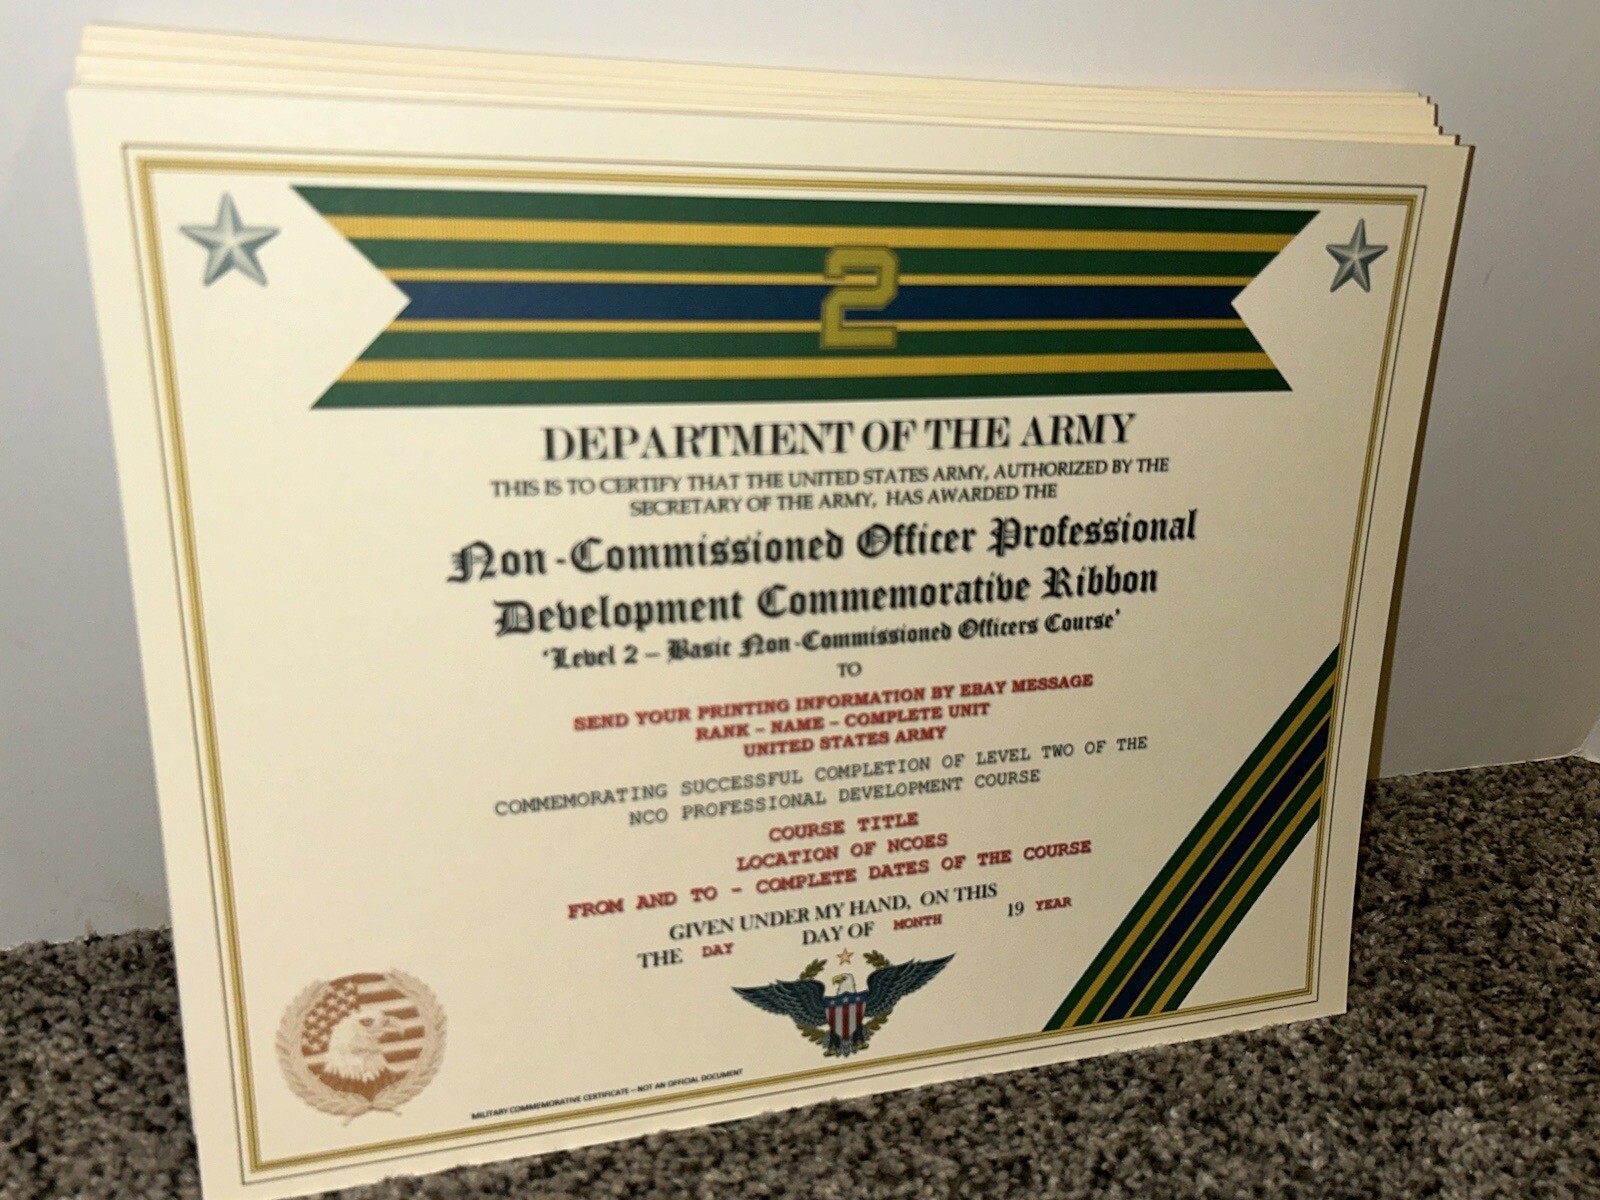 2
DEPARTMENT OF THE ARMY
THIS IS TO CERTIFY THAT THE UNITED STATES ARMY, AUTHORIZED BY THE
SECRETARY OF THE ARMY, HAS AWARDED THE
Non-Commissioned Officer Professional
Development Commemorative Ribbon
'Level 2 – Basic Non-Commissioned Officers Course'
TO
SEND YOUR PRINTING INFORMATION BY EBAY MESSAGE
RANK – NAME – COMPLETE UNIT
UNITED STATES ARMY
COMMEMORATING SUCCESSFUL COMPLETION OF LEVEL TWO OF THE
NCO PROFESSIONAL DEVELOPMENT COURSE
COURSE TITLE
LOCATION OF NCOES
FROM AND TO - COMPLETE DATES OF THE COURSE
GIVEN UNDER MY HAND, ON THIS
THE DAY DAY OF MONTH 19 YEAR
MILITARY COMMEMORATIVE CERTIFICATE – NOT AN OFFICIAL DOCUMENT